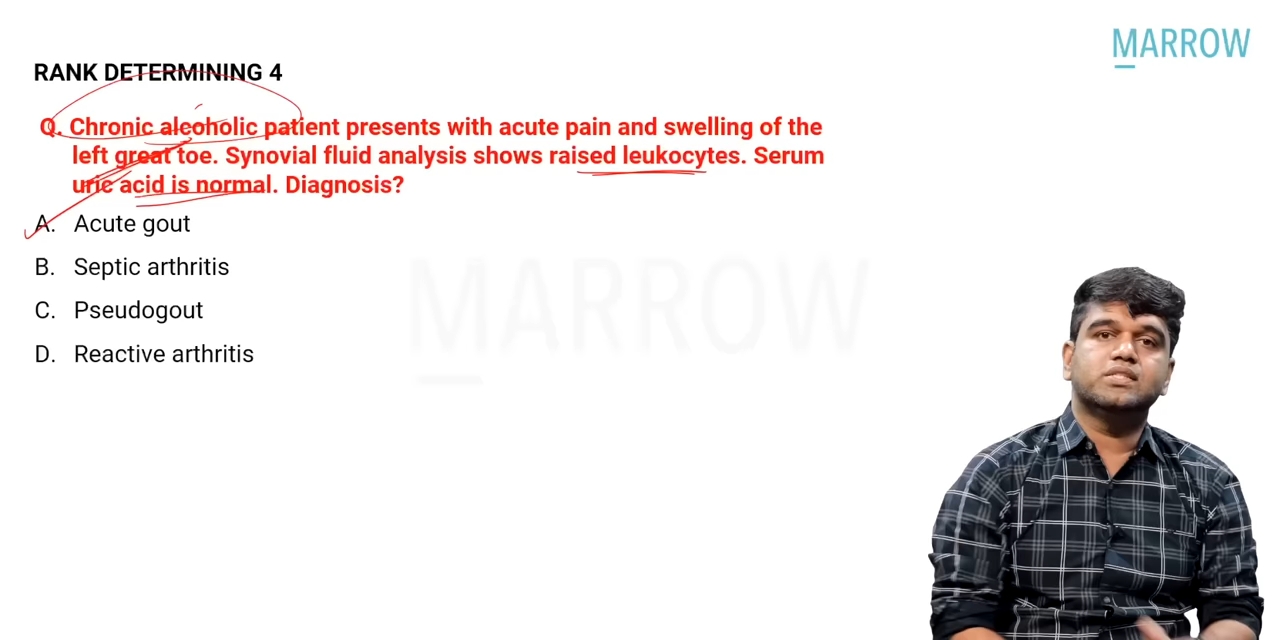 MARROW
RANK DETERMINING 4
Q. Chronic alcoholic patient presents with acute pain and swelling of the
left great toe. Synovial fluid analysis shows raised leukocytes. Serum
uric acid is normal. Diagnosis?
A. Acute gout
B. Septic arthritis
C. Pseudogout
D. Reactive arthritis
MARROW